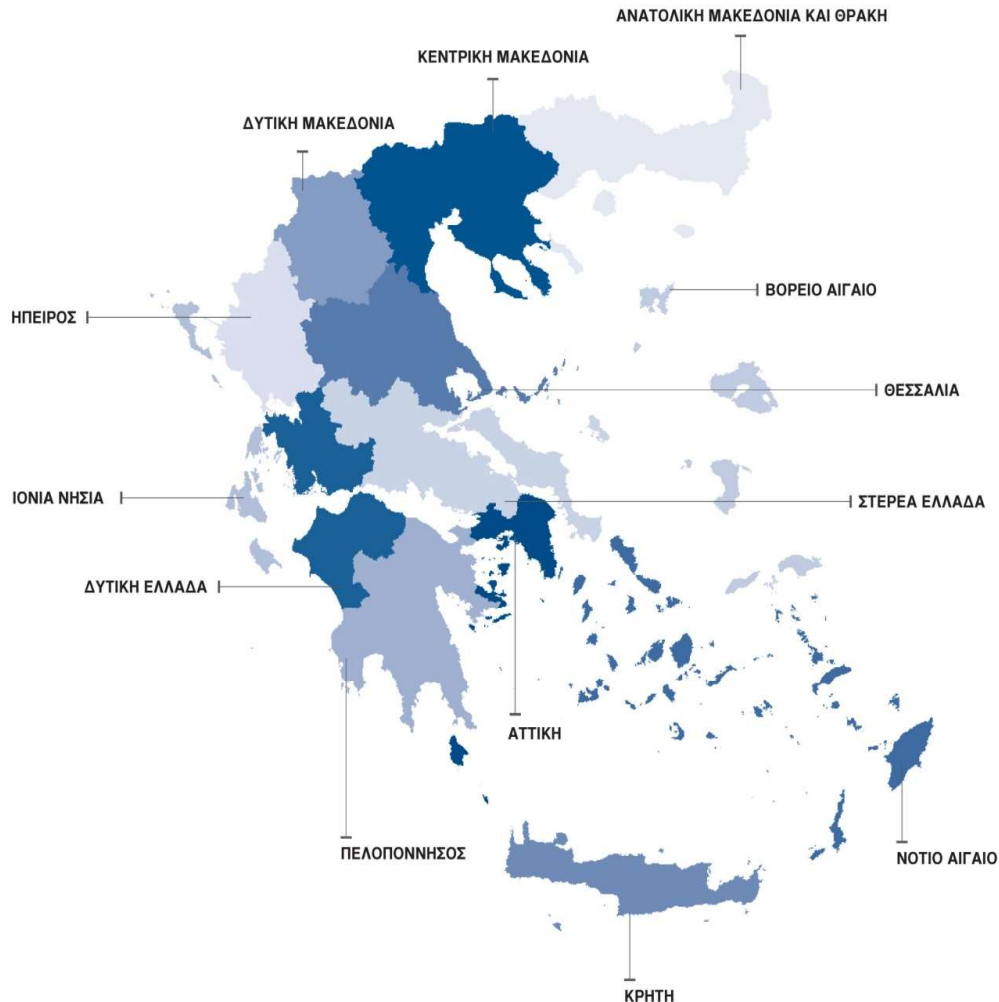 ΑΝΑΤΟΛΙΚΗ ΜΑΚΕΔΟΝΙΑ ΚΑΙ ΘΡΑΚΗ
ΚΕΝΤΡΙΚΗ ΜΑΚΕΔΟΝΙΑ
ΔΥΤΙΚΗ ΜΑΚΕΔΟΝΙΑ
ΒΟΡΕΙΟ ΑΙΓΑΙΟ
ΗΠΕΙΡΟΣ
ΘΕΣΣΑΛΙΑ
ΙΟΝΙΑ ΝΗΣΙΑ
ΣΤΕΡΕΑ ΕΛΛΑΔΑ
ΔΥΤΙΚΗ ΕΛΛΑΔΑ
ΑΤΤΙΚΗ
ΠΕΛΟΠΟΝΝΗΣΟΣ
ΝΟΤΙΟ ΑΙΓΑΙΟ
ΚΡΗΤΗ